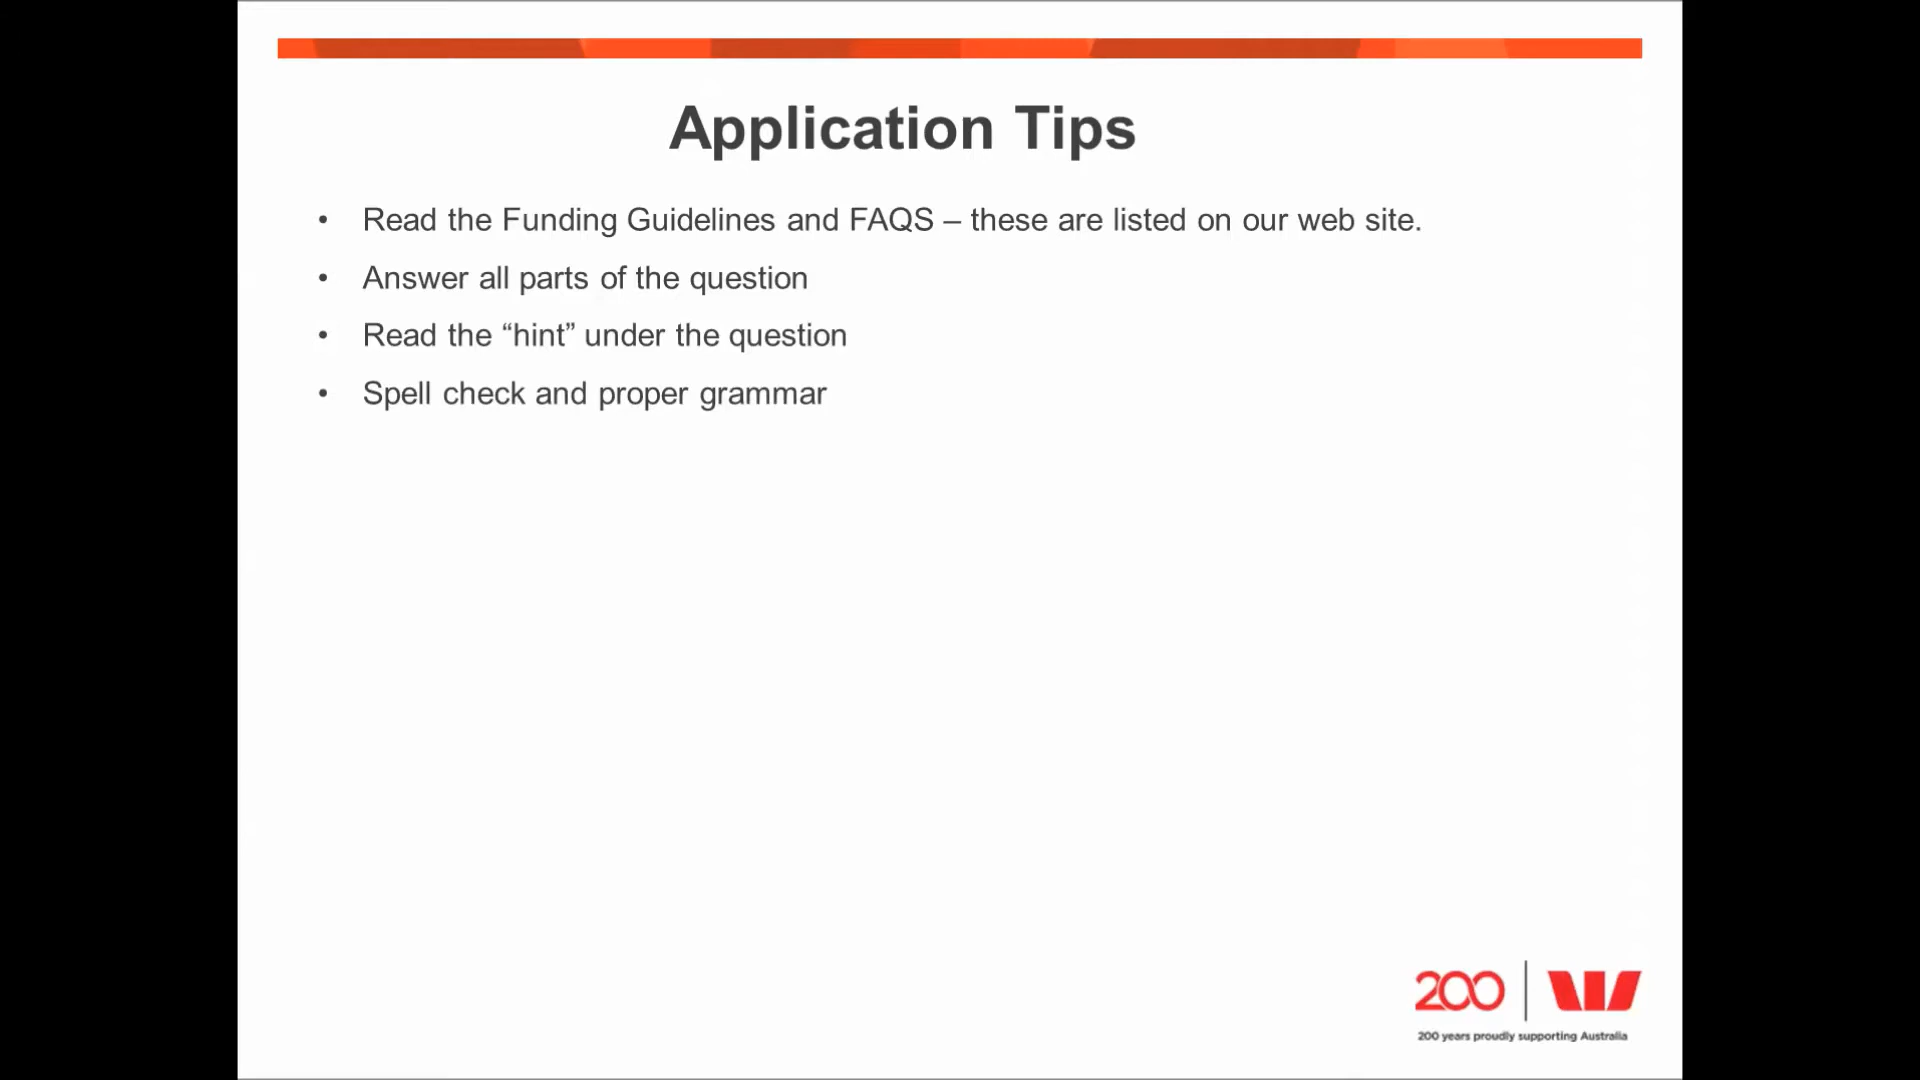 Application Tips
• Read the Funding Guidelines and FAQS – these are listed on our web site.
• Answer all parts of the question
• Read the “hint” under the question
• Spell check and proper grammar
200
200 years proudly supporting Australia